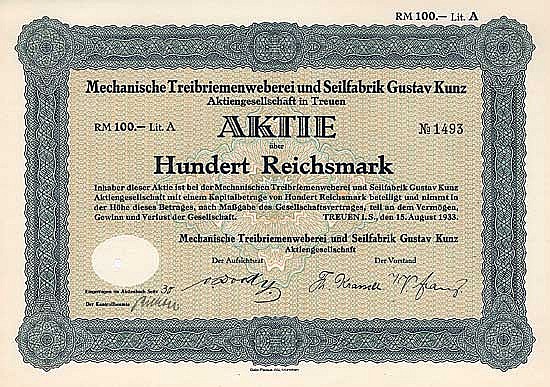 RM 100.— Lit. A
Mechanische Treibriemenweberei und Seilfabrik Gustav Kunz
Aktiengesellschaft in Treuen
RM 100.— Lit. A
AKTIE
№ 1493
über
Hundert Reichsmark
Inhaber dieser Aktie ist bei der Mechanischen Treibriemenweberei und Seilfabrik Gustav Kunz
Aktiengesellschaft mit einem Kapitalbetrage von Hundert Reichsmark beteiligt und nimmt in
der Höhe dieses Betrages, nach Maßgabe des Gesellschaftsvertrages, teil an dem Vermögen,
Gewinn und Verlust der Gesellschaft.
TREUEN I.S., den 15. August 1933.
Mechanische Treibriemenweberei und Seilfabrik Gustav Kunz
Aktiengesellschaft
Der Aufsichtsrat
Der Vorstand
Eingetragen im Aktienbuch Seite 30
Der Kontrollbeamte